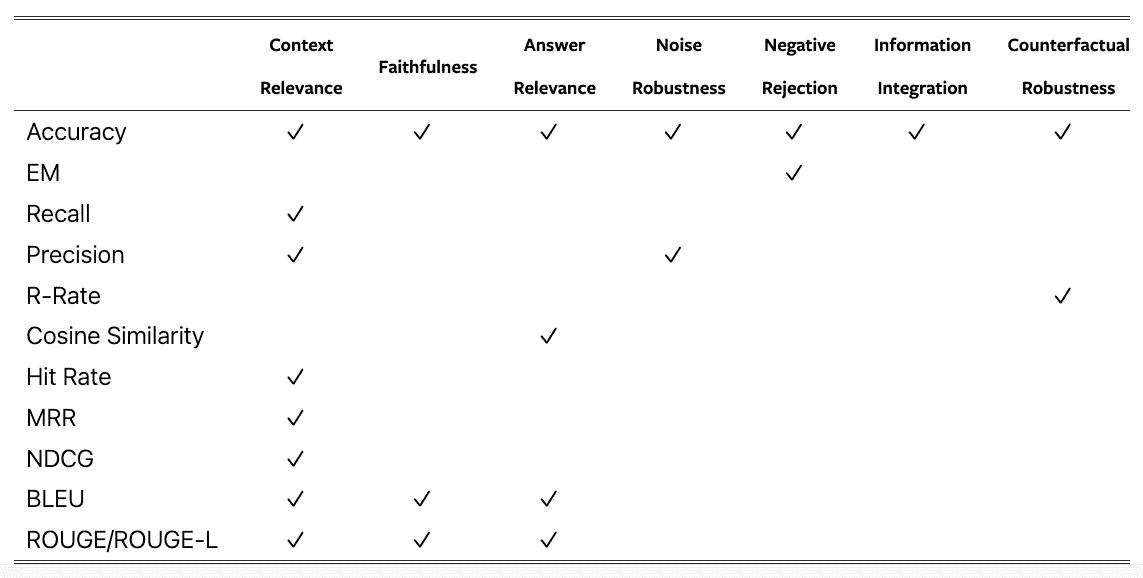 Context Answer Noise Negative Information Counterfactual
Faithfulness
Relevance Relevance Robustness Rejection Integration Robustness
Accuracy ✓ ✓ ✓ ✓ ✓ ✓ ✓
EM ✓
Recall ✓
Precision ✓ ✓
R-Rate ✓
Cosine Similarity ✓
Hit Rate ✓
MRR ✓
NDCG ✓
BLEU ✓ ✓ ✓
ROUGE/ROUGE-L ✓ ✓ ✓